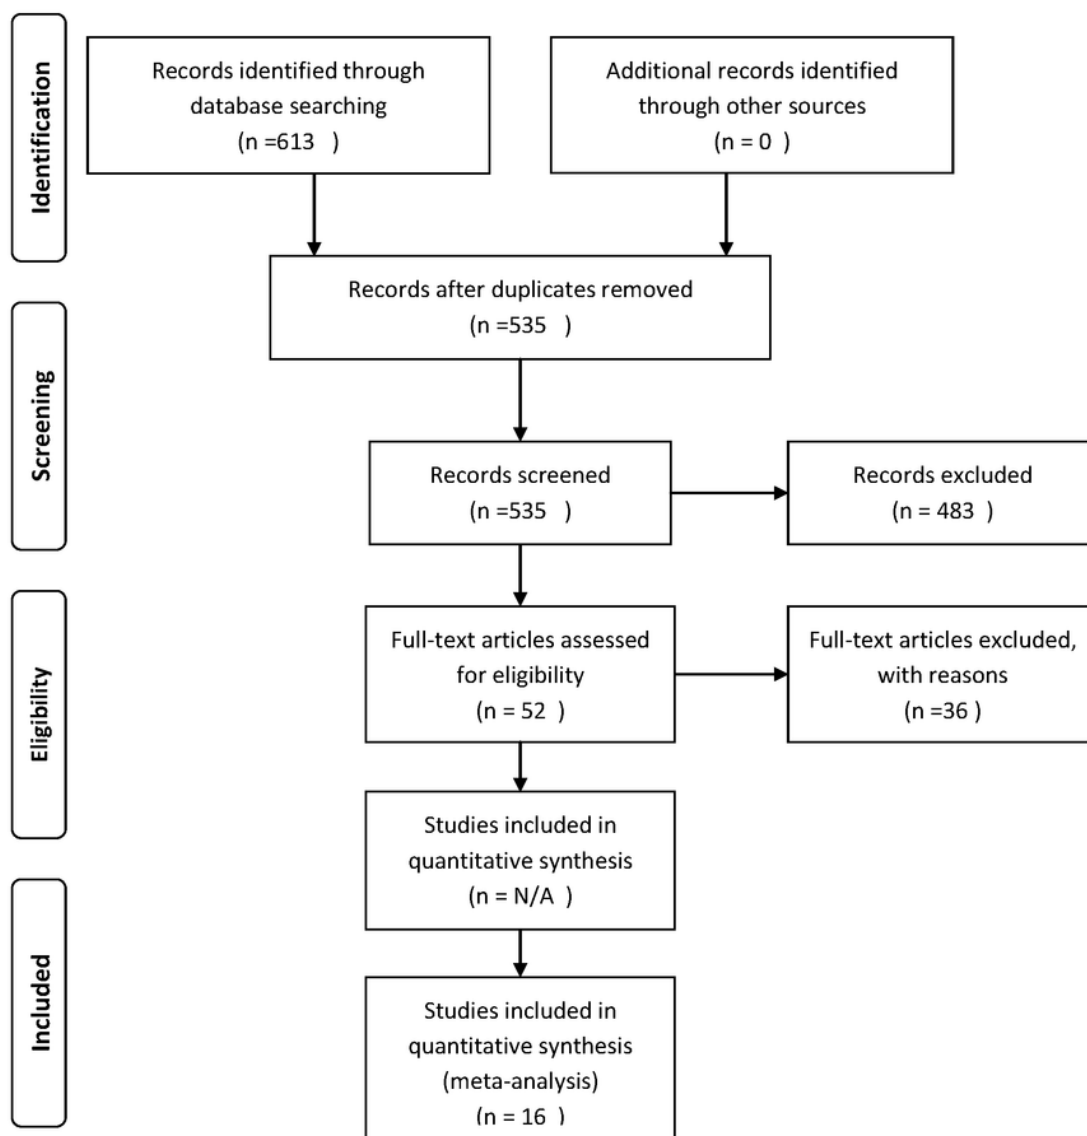 Identification
Records identified through
database searching
(n =613   )
Additional records identified
through other sources
(n = 0   )
Records after duplicates removed
(n =535   )
Screening
Records screened
(n =535   )
Records excluded
(n = 483   )
Eligibility
Full-text articles assessed
for eligibility
(n = 52   )
Full-text articles excluded,
with reasons
(n =36   )
Studies included in
quantitative synthesis
(n = N/A   )
Included
Studies included in
quantitative synthesis
(meta-analysis)
(n = 16   )